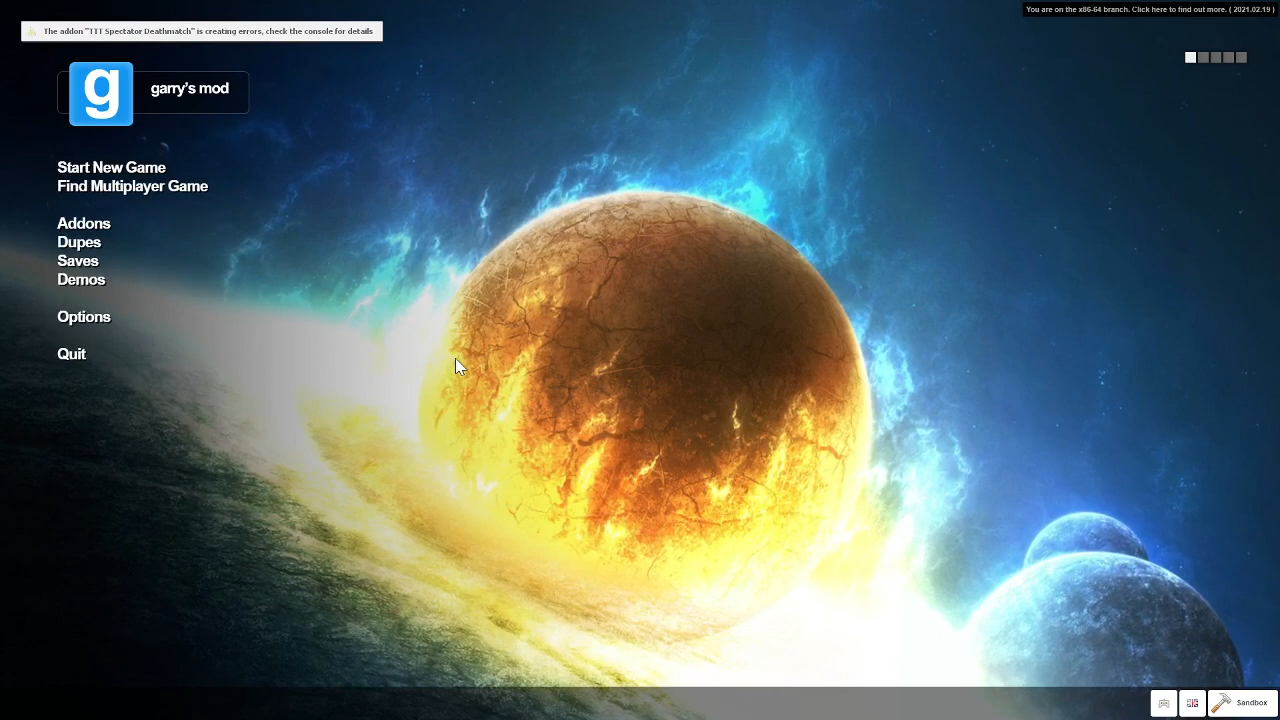 You are on the x86-64 branch. Click here to find out more. ( 2021.02.19 )
The addon "TTT Spectator Deathmatch" is creating errors, check the console for details
g
garry's mod
Start New Game
Find Multiplayer Game
Addons
Dupes
Saves
Demos
Options
Quit
Sandbox